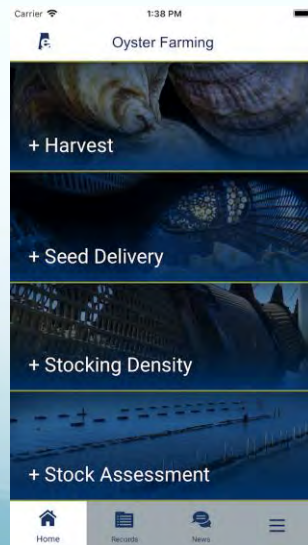 Carrier 1:38 PM
e. Oyster Farming
+ Harvest
+ Seed Delivery
+ Stocking Density
+ Stock Assessment
Home Records News